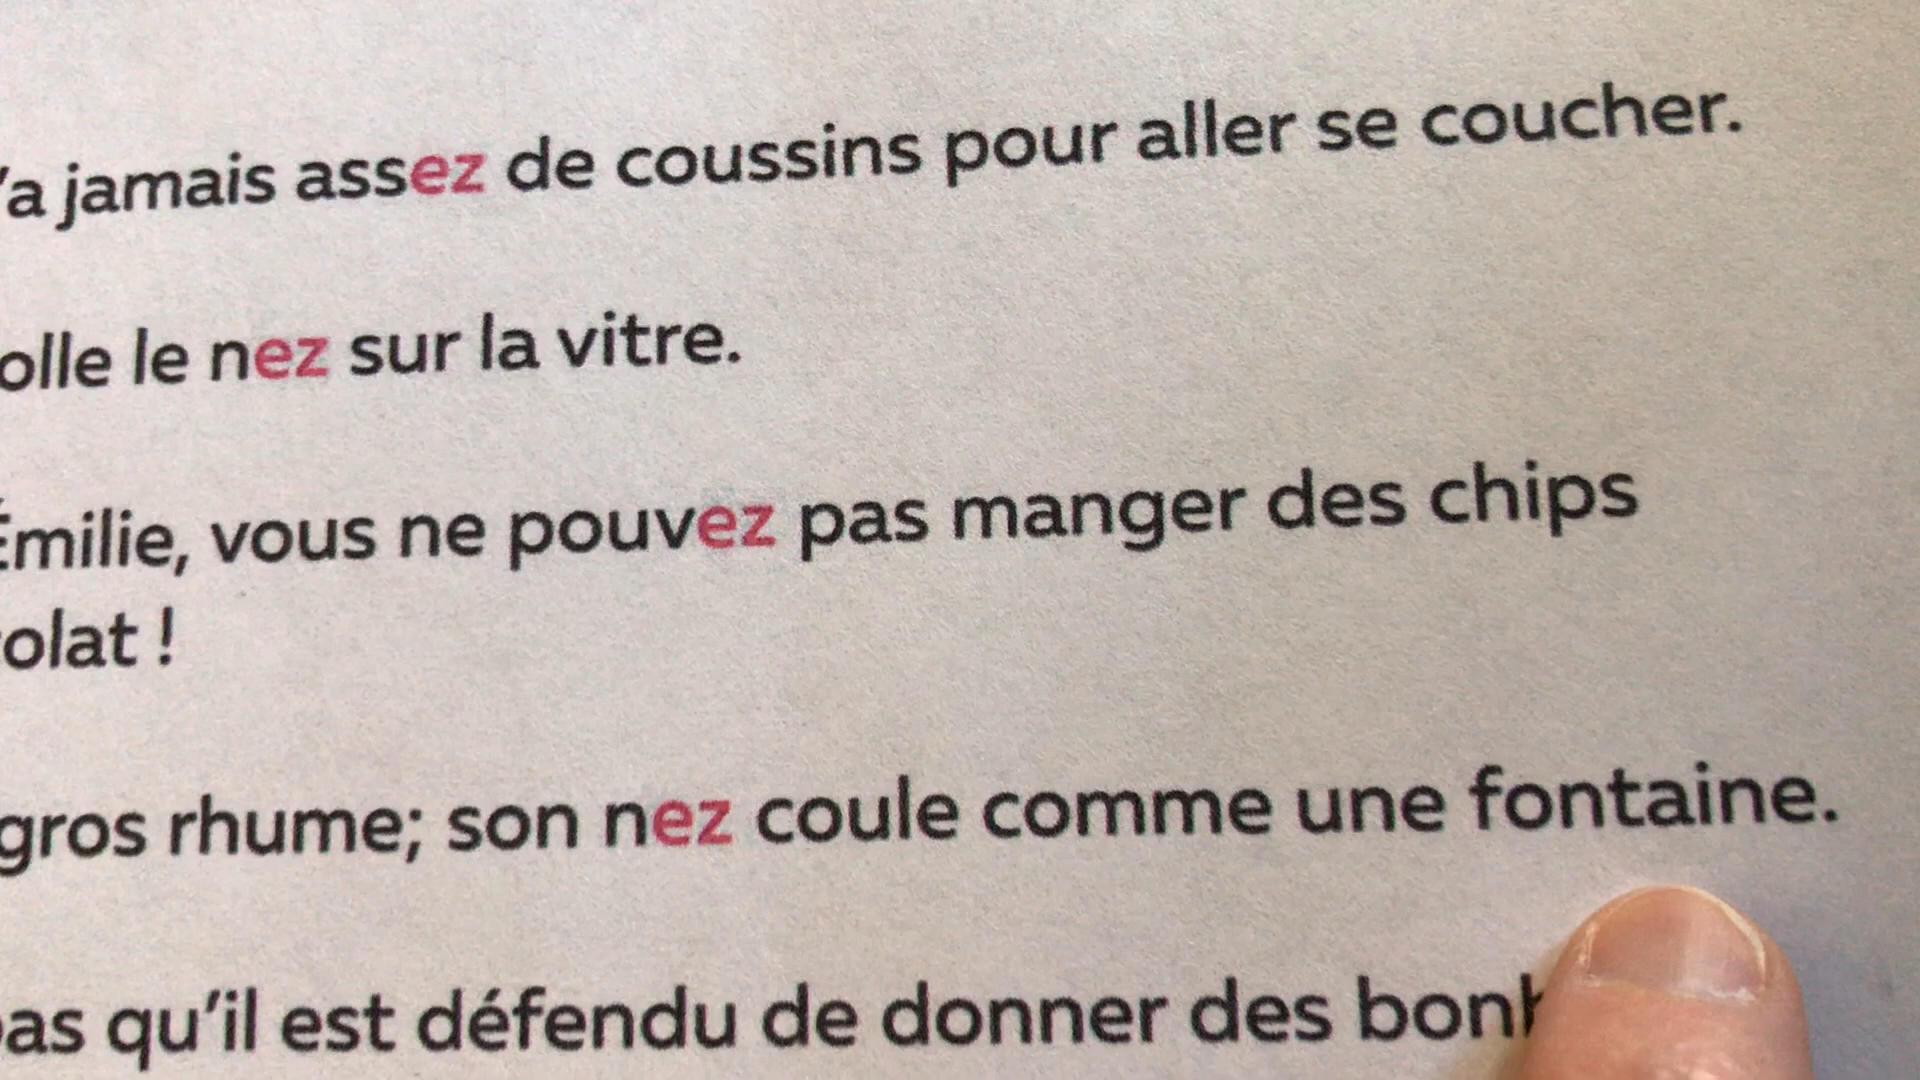 'a jamais assez de coussins pour aller se coucher.
olle le nez sur la vitre.
Émilie, vous ne pouvez pas manger des chips
olat !
gros rhume; son nez coule comme une fontaine.
as qu'il est défendu de donner des